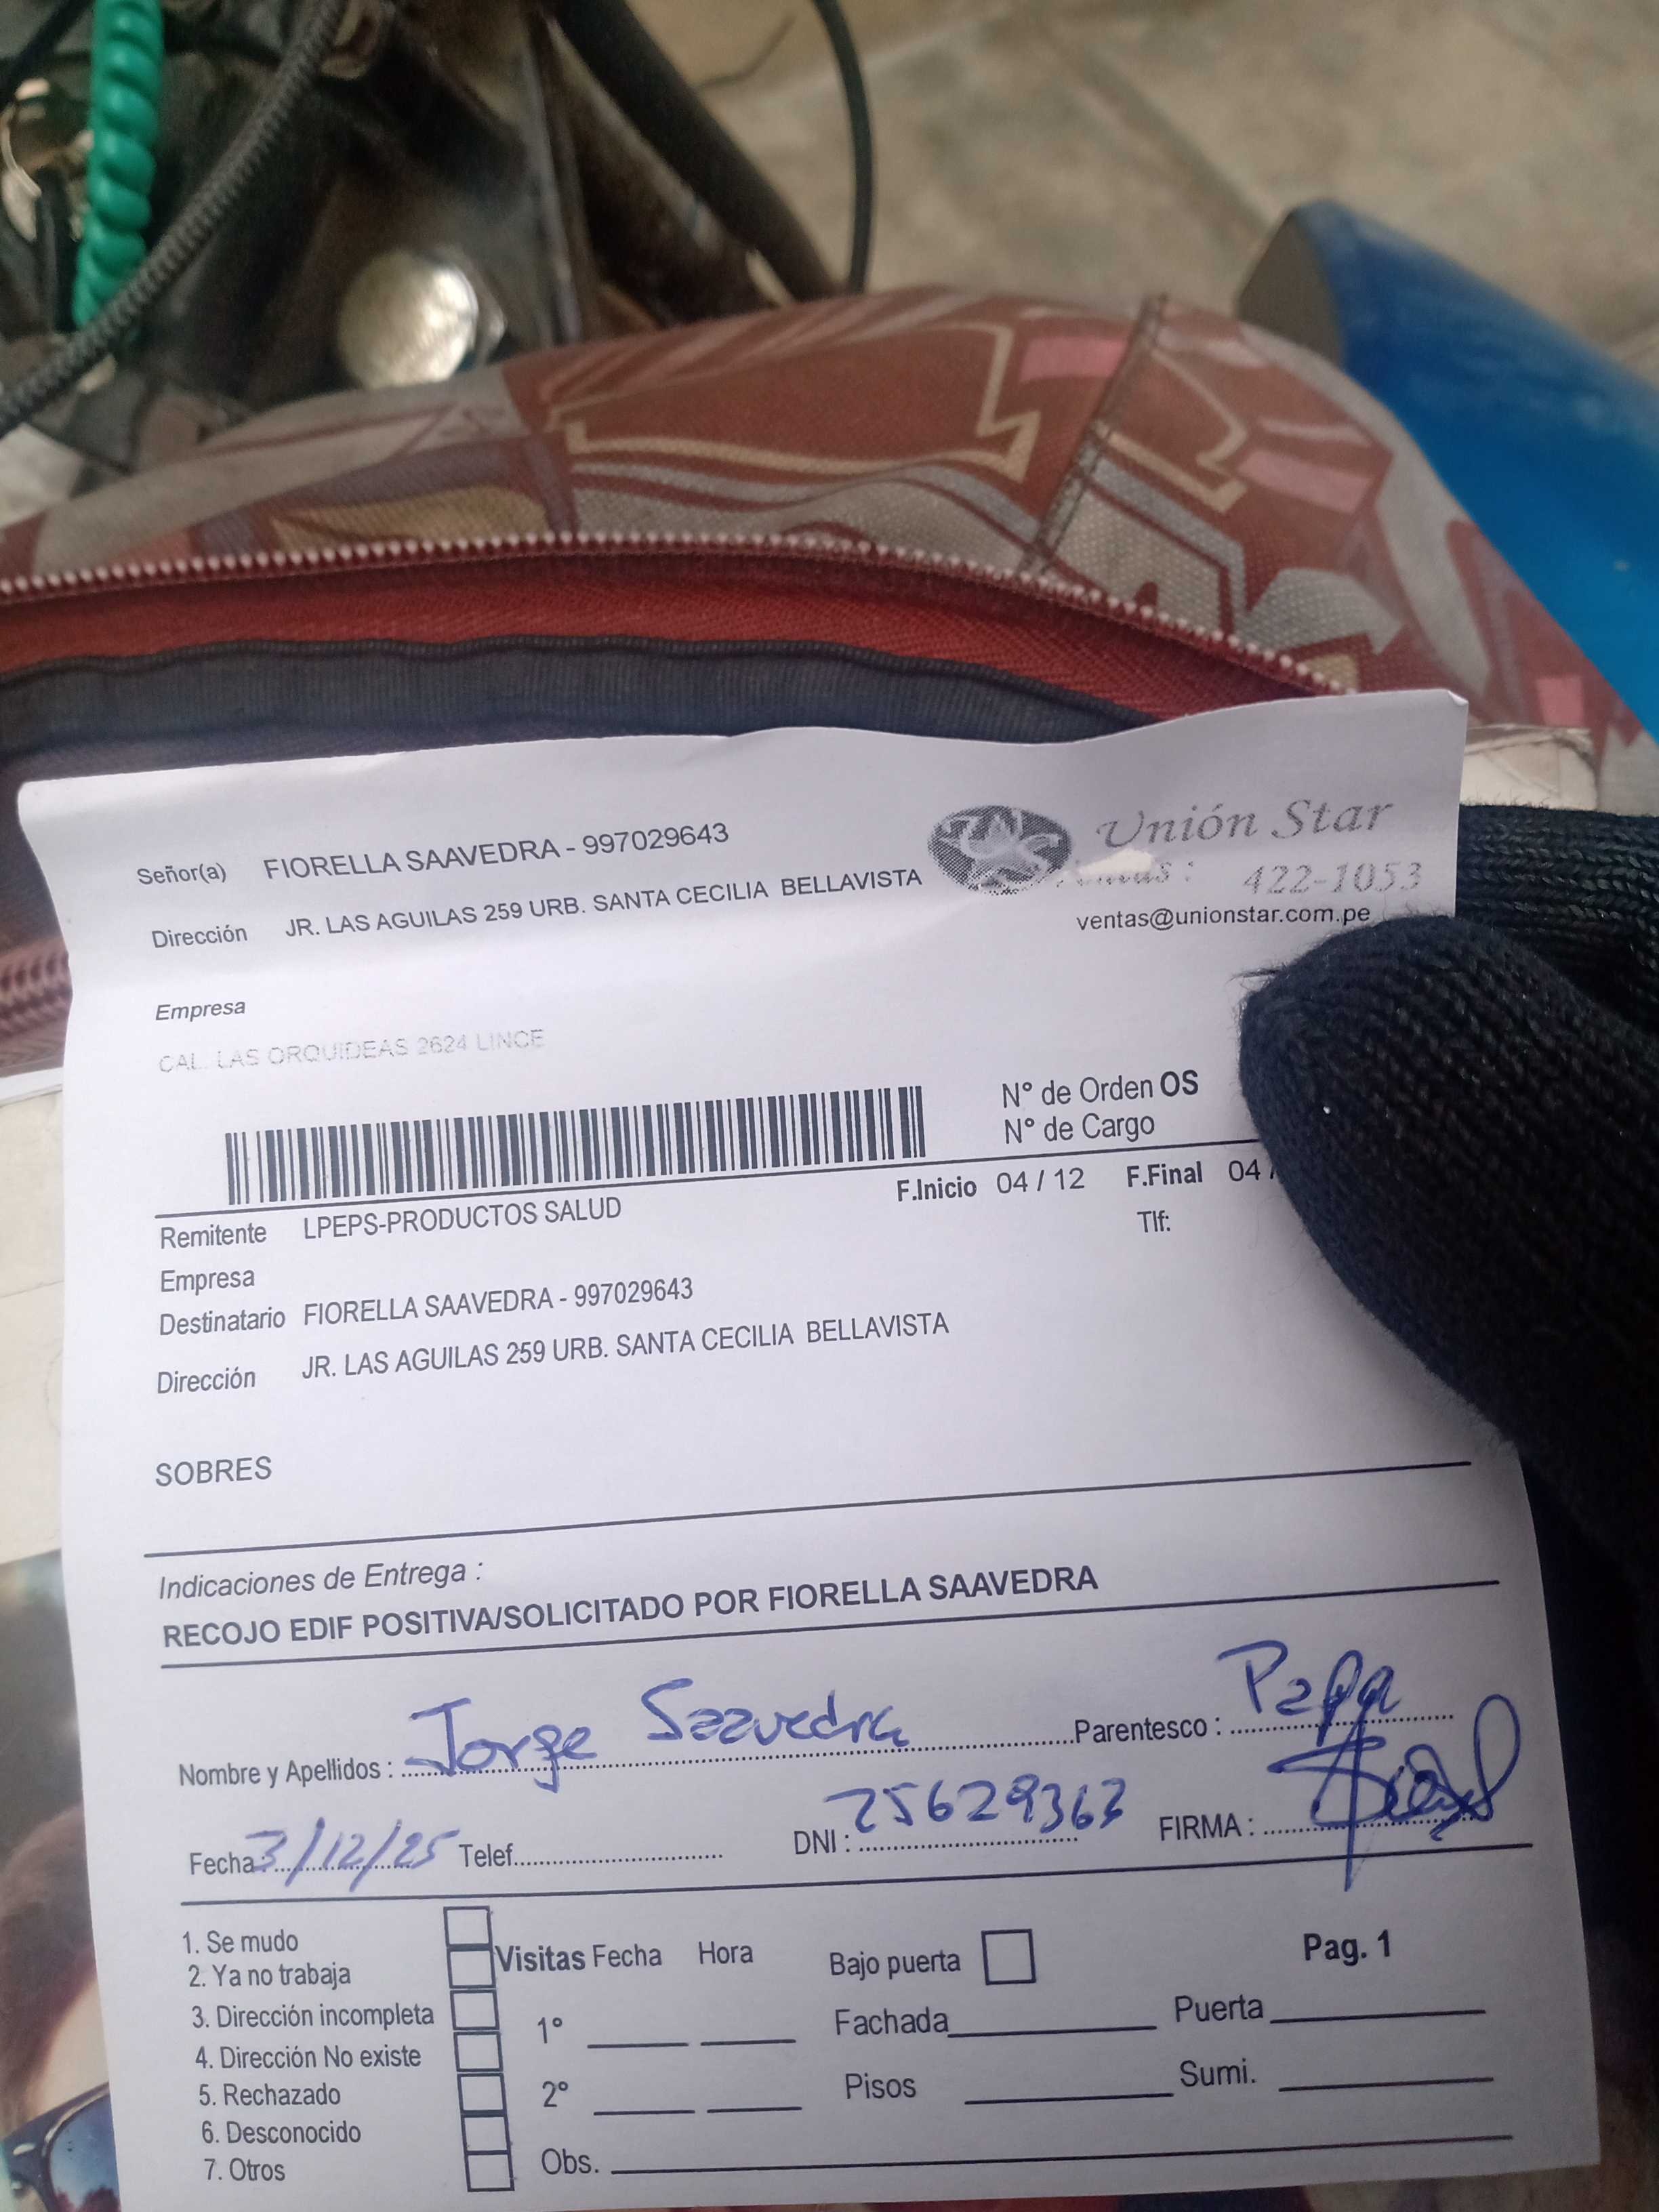 Señor(a) FIORELLA SAAVEDRA - 997029643
Unión Star
Dirección JR. LAS AGUILAS 259 URB. SANTA CECILIA BELLAVISTA
422-1053
ventas@unionstar.com.pe
Empresa
CAL. LAS ORQUIDEAS 2624 LINCE
N° de Orden OS
N° de Cargo
F.Inicio 04 / 12 F.Final 04 /
Remitente LPEPS-PRODUCTOS SALUD
Tlf:
Empresa
Destinatario FIORELLA SAAVEDRA - 997029643
Dirección JR. LAS AGUILAS 259 URB. SANTA CECILIA BELLAVISTA
SOBRES
Indicaciones de Entrega :
RECOJO EDIF POSITIVA/SOLICITADO POR FIORELLA SAAVEDRA
Nombre y Apellidos : Jorge Saavedra Parentesco : Papa
Fecha 3/12/25 Telef. DNI : 25629363 FIRMA :
1. Se mudo
2. Ya no trabaja
3. Dirección incompleta
4. Dirección No existe
5. Rechazado
6. Desconocido
7. Otros
Visitas Fecha Hora
1°
2°
Obs.
Bajo puerta
Pag. 1
Fachada Puerta
Pisos Sumi.